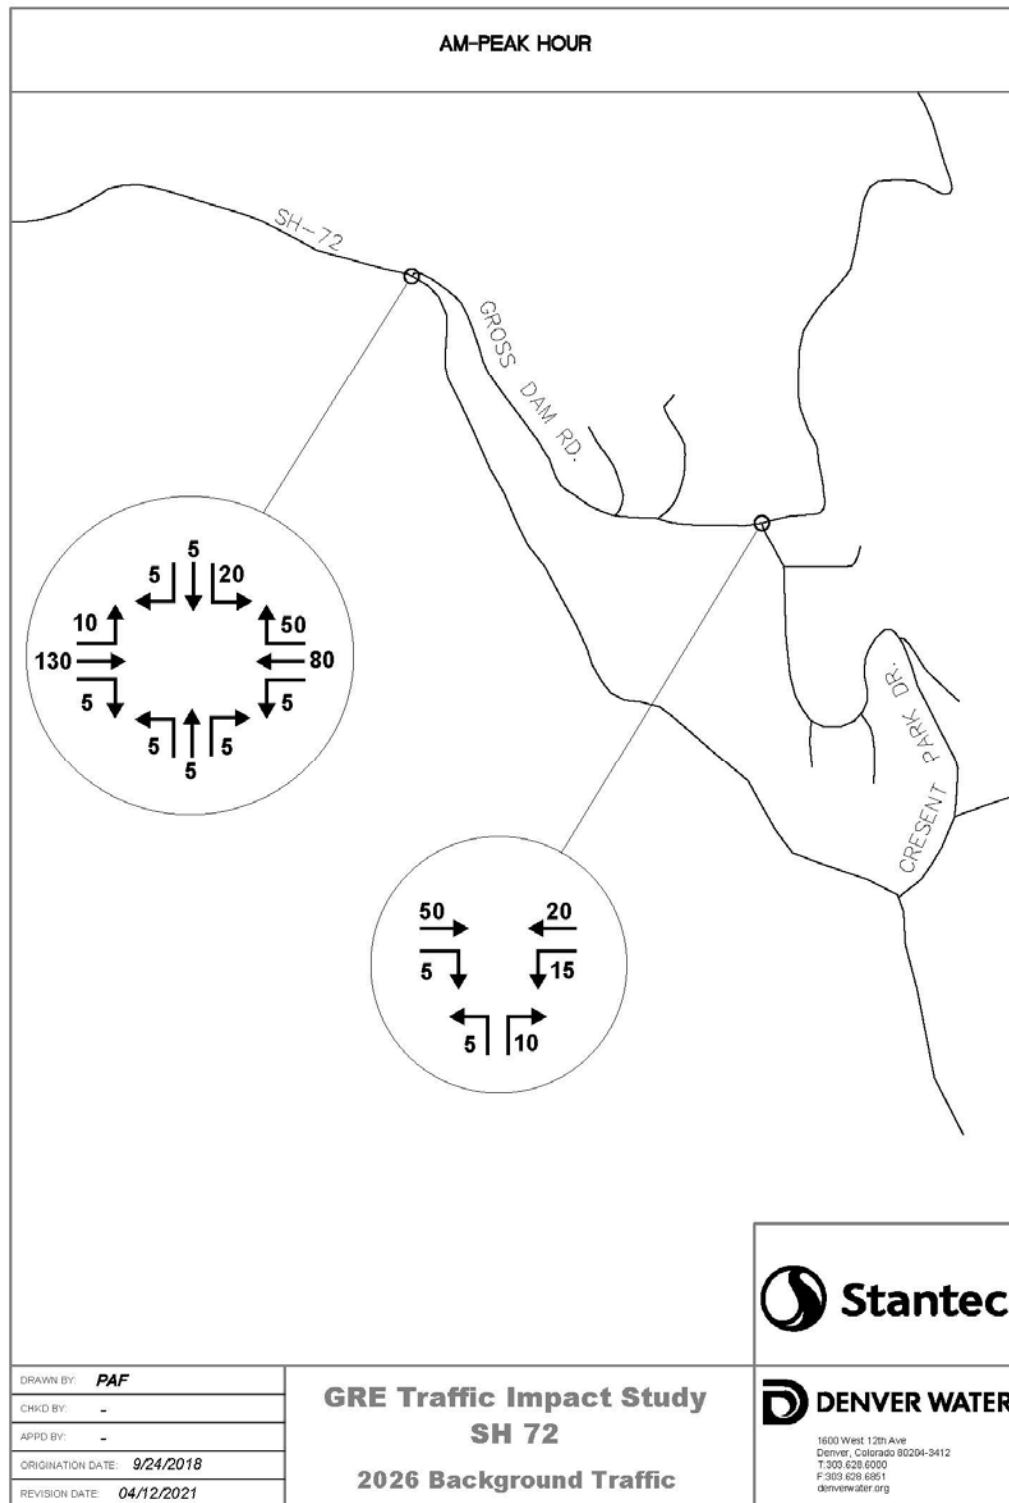 AM-PEAK HOUR
SH-72
GROSS DAM RD.
5
5 20
10 50
130 80
5 5
5 5
5
CRESENT PARK DR.
50 20
5 15
5 10
Stantec
DRAWN BY: PAF
CHKD BY: -
APPD BY: -
ORIGINATION DATE: 9/24/2018
REVISION DATE: 04/12/2021
GRE Traffic Impact Study
SH 72
2026 Background Traffic
DENVER WATER
1600 West 12th Ave
Denver, Colorado 80204-3412
T:303.628.6000
F:303.628.6851
denverwater.org